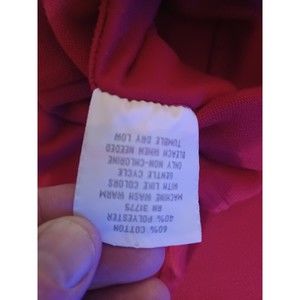 60% COTTON
40% POLYESTER
RN 31775
MACHINE WASH WARM
WITH LIKE COLORS
GENTLE CYCLE
ONLY NON-CHLORINE
BLEACH WHEN NEEDED
TUMBLE DRY LOW